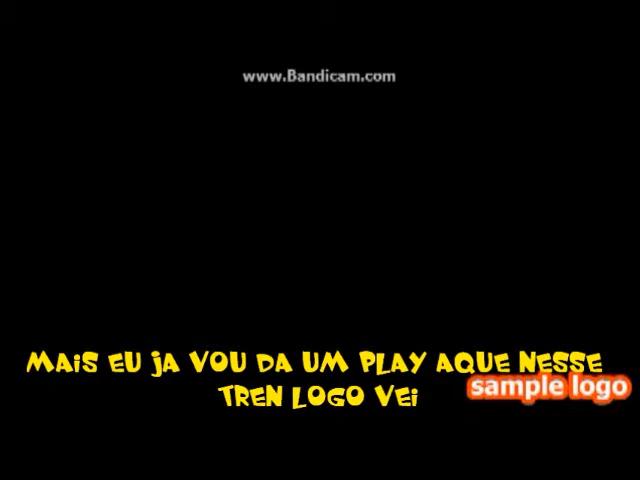 www.Bandicam.com
MAiS EU JA VOU DA UM PLAY AQUE NESSE
TREN LOGO VEi
sample logo